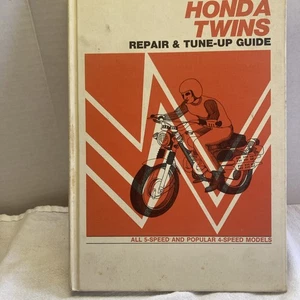 HONDA
TWINS
REPAIR & TUNE-UP GUIDE
ALL 5-SPEED AND POPULAR 4-SPEED MODELS